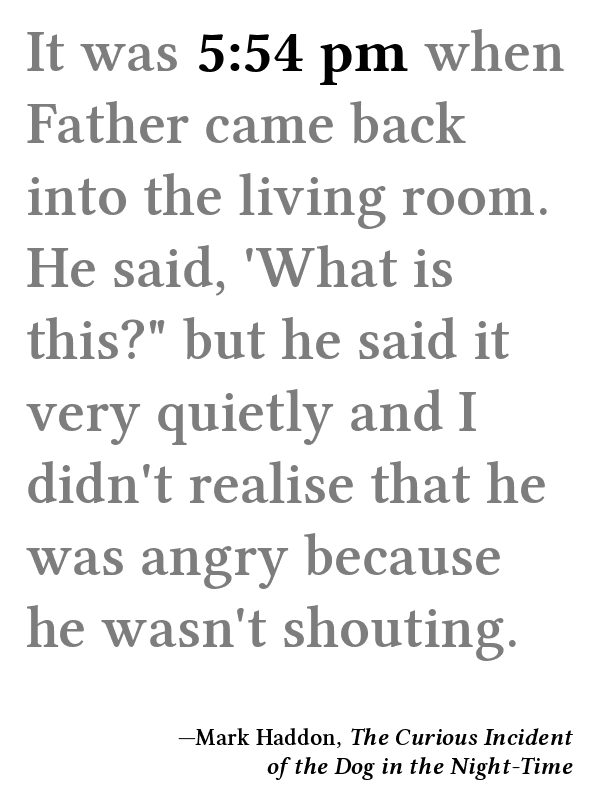 It was 5:54 pm when
Father came back
into the living room.
He said, 'What is
this?" but he said it
very quietly and I
didn't realise that he
was angry because
he wasn't shouting.
—Mark Haddon, The Curious Incident
of the Dog in the Night-Time